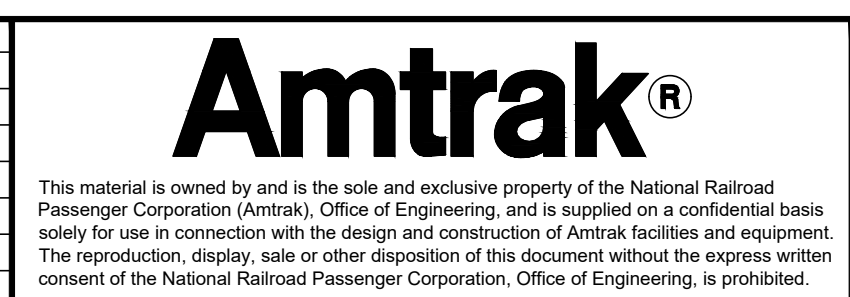 Amtrak®
This material is owned by and is the sole and exclusive property of the National Railroad
Passenger Corporation (Amtrak), Office of Engineering, and is supplied on a confidential basis
solely for use in connection with the design and construction of Amtrak facilities and equipment.
The reproduction, display, sale or other disposition of this document without the express written
consent of the National Railroad Passenger Corporation, Office of Engineering, is prohibited.